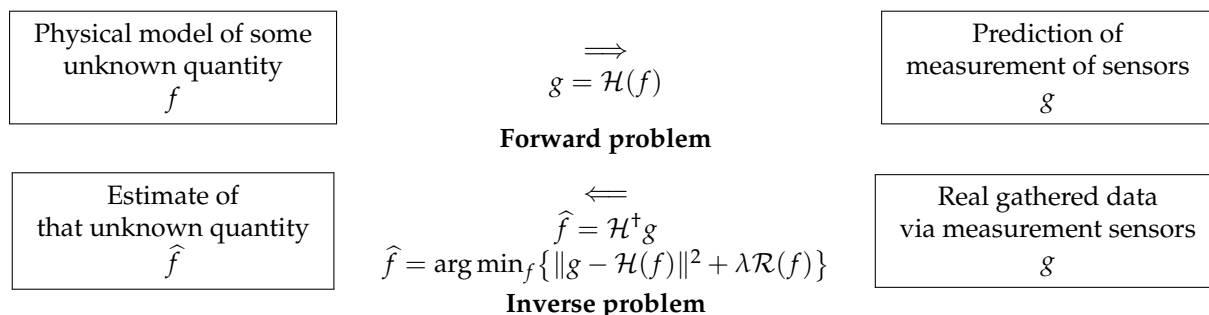 Physical model of some
unknown quantity
f
⟹
g = ℋ(f)
Forward problem
Prediction of
measurement of sensors
g
Estimate of
that unknown quantity
f̂
⟸
f̂ = ℋ†g
f̂ = arg min_f {‖g − ℋ(f)‖² + λℛ(f)}
Inverse problem
Real gathered data
via measurement sensors
g